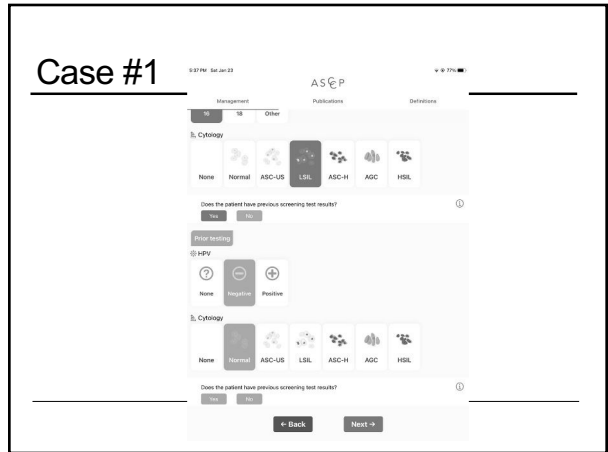 Case #1
5:37 PM Sat Jan 23
77%
ASCCP
Management Publications Definitions
16 18 Other
Cytology
None Normal ASC-US LSIL ASC-H AGC HSIL
Does the patient have previous screening test results?
Yes No
Prior testing
HPV
None Negative Positive
Cytology
None Normal ASC-US LSIL ASC-H AGC HSIL
Does the patient have previous screening test results?
Yes No
← Back Next →